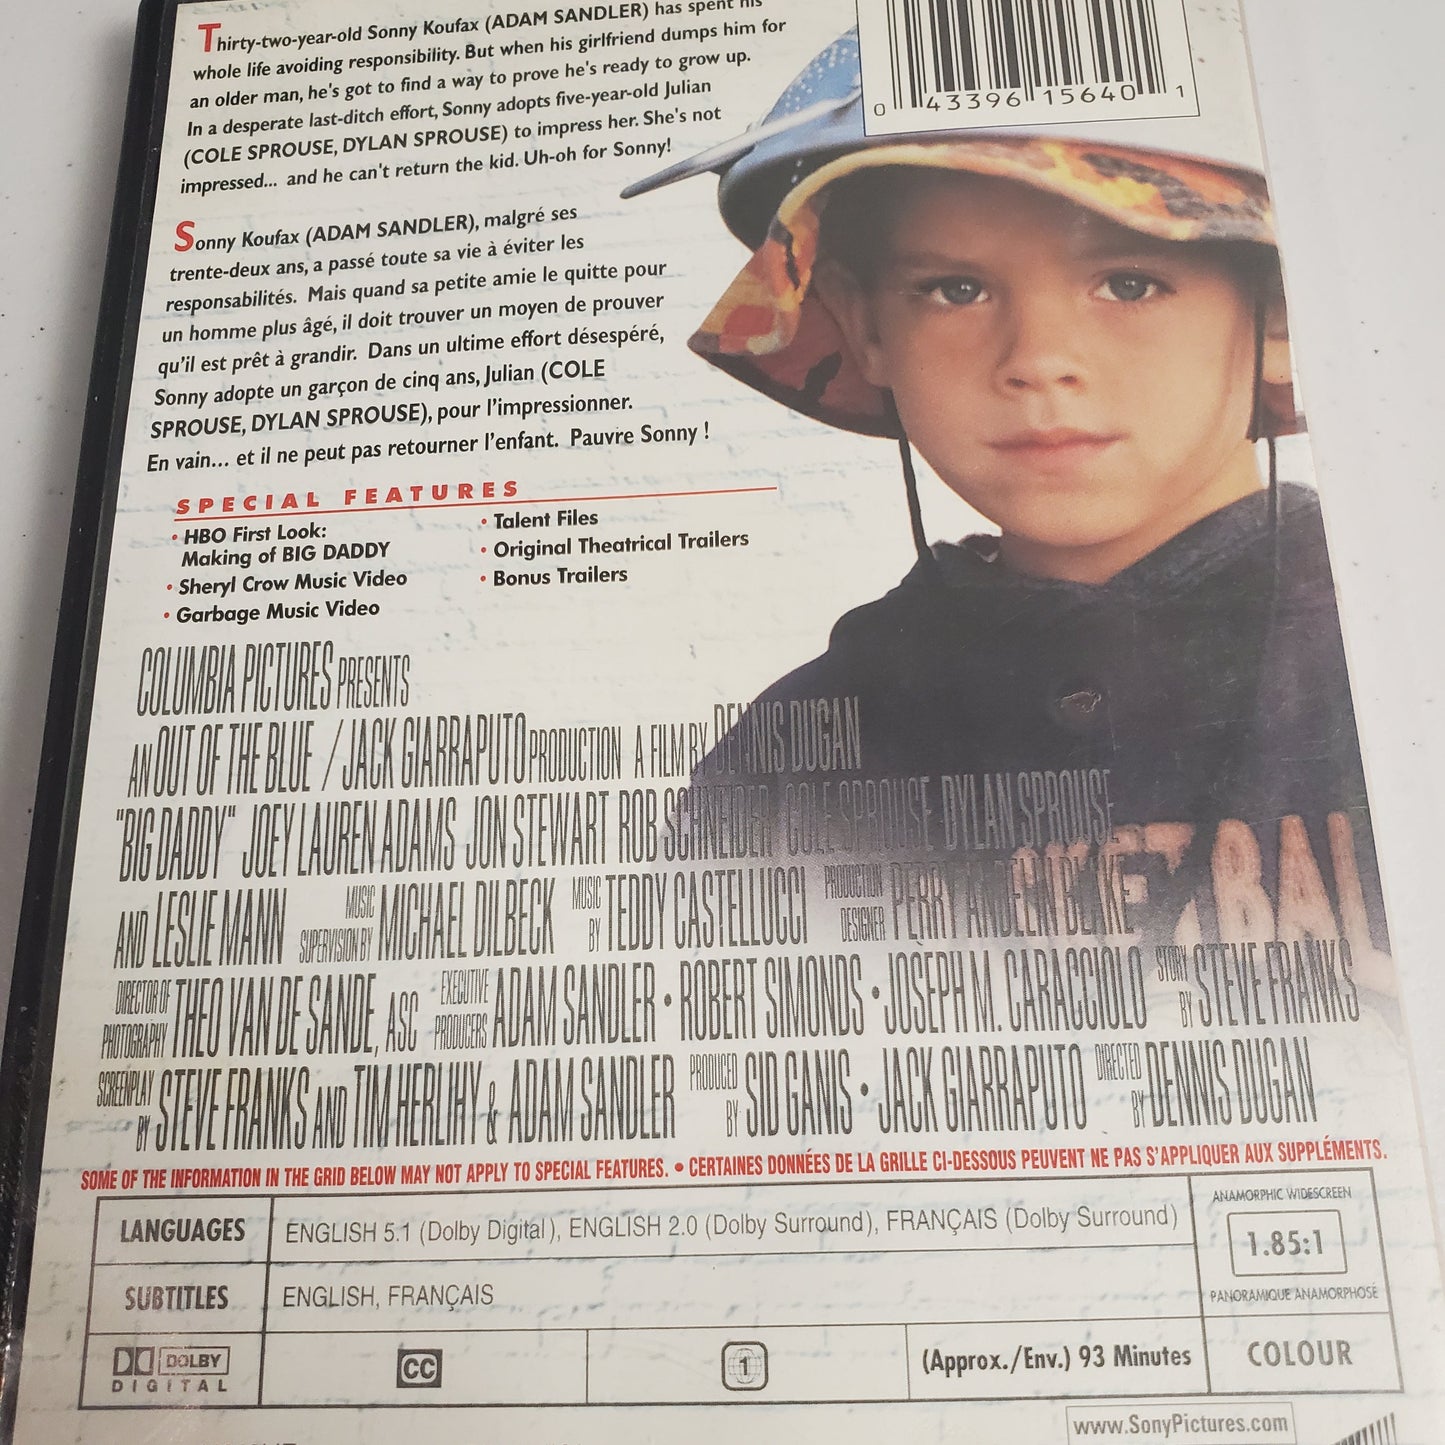 Thirty-two-year-old Sonny Koufax (ADAM SANDLER) has spent his
whole life avoiding responsibility. But when his girlfriend dumps him for
an older man, he's got to find a way to prove he's ready to grow up.
In a desperate last-ditch effort, Sonny adopts five-year-old Julian
(COLE SPROUSE, DYLAN SPROUSE) to impress her. She's not
impressed... and he can't return the kid. Uh-oh for Sonny!
0 43396 15640 1
Sonny Koufax (ADAM SANDLER), malgré ses
trente-deux ans, a passé toute sa vie à éviter les
responsabilités. Mais quand sa petite amie le quitte pour
un homme plus âgé, il doit trouver un moyen de prouver
qu'il est prêt à grandir. Dans un ultime effort désespéré,
Sonny adopte un garçon de cinq ans, Julian (COLE
SPROUSE, DYLAN SPROUSE), pour l'impressionner.
En vain... et il ne peut pas retourner l'enfant. Pauvre Sonny !
SPECIAL FEATURES
• HBO First Look:
Making of BIG DADDY
• Sheryl Crow Music Video
• Garbage Music Video
• Talent Files
• Original Theatrical Trailers
• Bonus Trailers
COLUMBIA PICTURES PRESENTS
AN OUT OF THE BLUE / JACK GIARRAPUTO PRODUCTION A FILM BY DENNIS DUGAN
"BIG DADDY" JOEY LAUREN ADAMS JON STEWART ROB SCHNEIDER COLE SPROUSE DYLAN SPROUSE
AND LESLIE MANN MUSIC SUPERVISION BY MICHAEL DILBECK MUSIC BY TEDDY CASTELLUCCI PRODUCTION DESIGNER PERRY ANDELIN BLAKE
DIRECTOR OF PHOTOGRAPHY THEO VAN DE SANDE, ASC EXECUTIVE PRODUCERS ADAM SANDLER • ROBERT SIMONDS • JOSEPH M. CARACCIOLO STORY BY STEVE FRANKS
SCREENPLAY BY STEVE FRANKS AND TIM HERLIHY & ADAM SANDLER PRODUCED BY SID GANIS • JACK GIARRAPUTO DIRECTED BY DENNIS DUGAN
SOME OF THE INFORMATION IN THE GRID BELOW MAY NOT APPLY TO SPECIAL FEATURES. • CERTAINES DONNÉES DE LA GRILLE CI-DESSOUS PEUVENT NE PAS S'APPLIQUER AUX SUPPLÉMENTS.
LANGUAGES ENGLISH 5.1 (Dolby Digital), ENGLISH 2.0 (Dolby Surround), FRANÇAIS (Dolby Surround)
SUBTITLES ENGLISH, FRANÇAIS
ANAMORPHIC WIDESCREEN
1.85:1
PANORAMIQUE ANAMORPHOSÉ
DOLBY
DIGITAL
CC
1
(Approx./Env.) 93 Minutes
COLOUR
www.SonyPictures.com